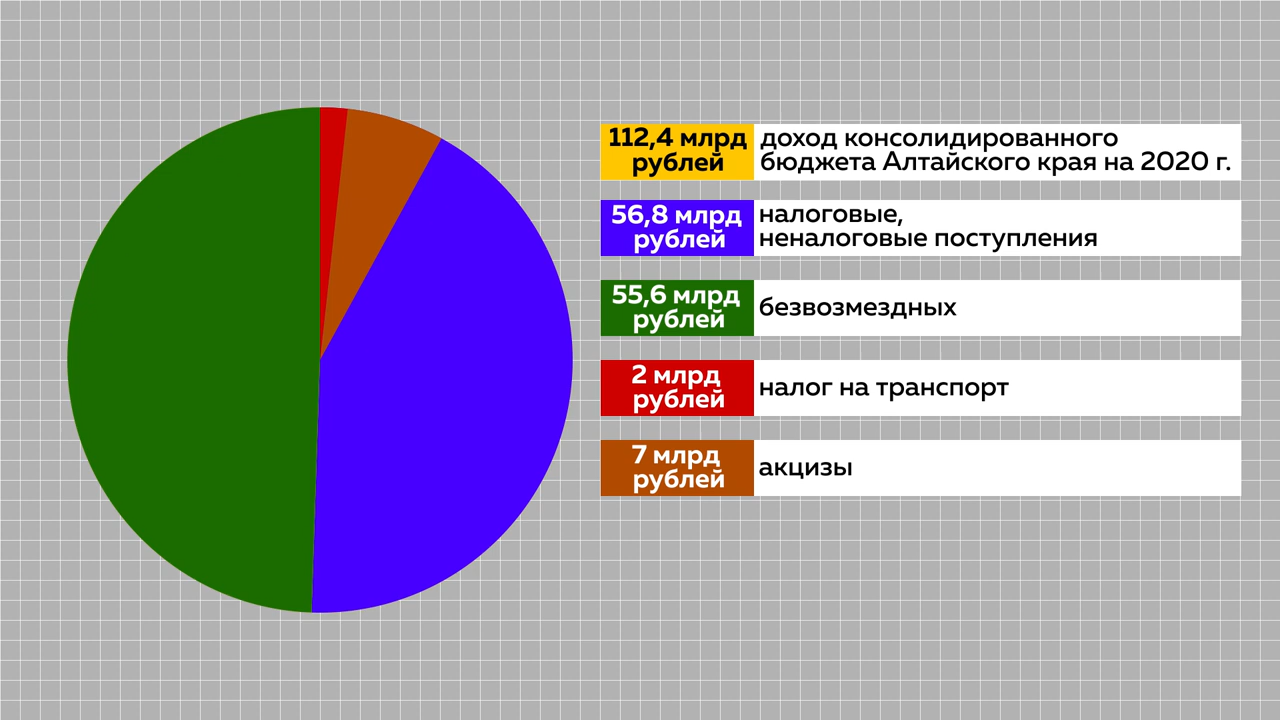 112,4 млрд
рублей
доход консолидированного
бюджета Алтайского края на 2020 г.
56,8 млрд
рублей
налоговые,
неналоговые поступления
55,6 млрд
рублей
безвозмездных
2 млрд
рублей
налог на транспорт
7 млрд
рублей
акцизы